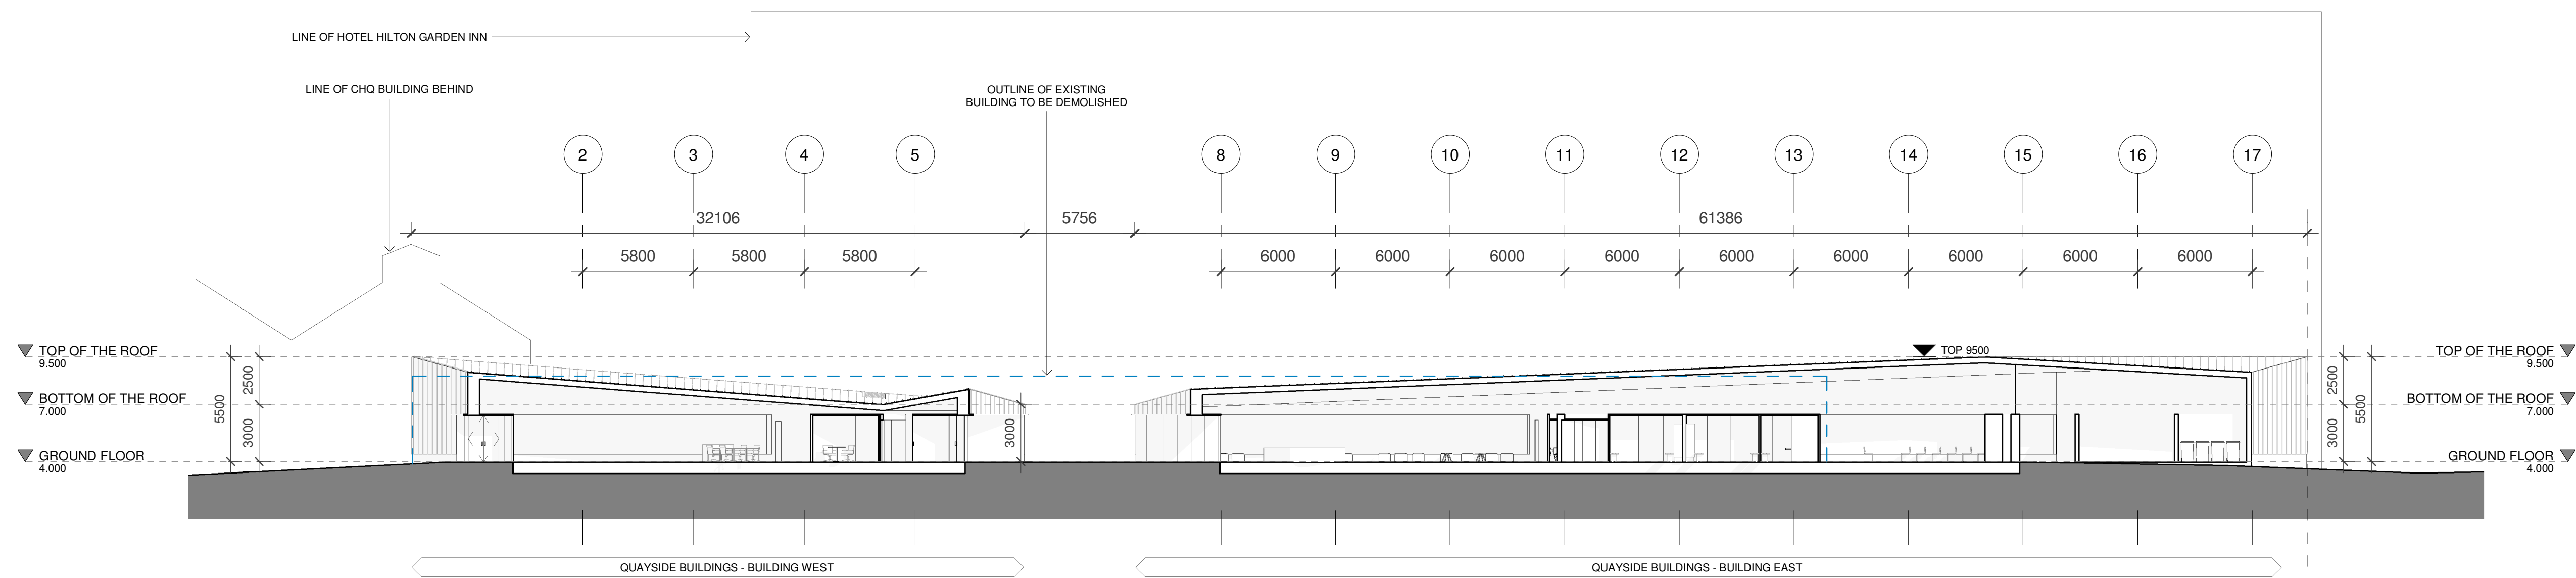 LINE OF HOTEL HILTON GARDEN INN
LINE OF CHQ BUILDING BEHIND
OUTLINE OF EXISTING
BUILDING TO BE DEMOLISHED
2 3 4 5 8 9 10 11 12 13 14 15 16 17
32106 5756 61386
5800 5800 5800 6000 6000 6000 6000 6000 6000 6000 6000 6000
TOP OF THE ROOF
9.500
BOTTOM OF THE ROOF
7.000
GROUND FLOOR
4.000
5500
2500
3000
3000
TOP 9500
2500
3000
5500
TOP OF THE ROOF
9.500
BOTTOM OF THE ROOF
7.000
GROUND FLOOR
4.000
QUAYSIDE BUILDINGS - BUILDING WEST
QUAYSIDE BUILDINGS - BUILDING EAST